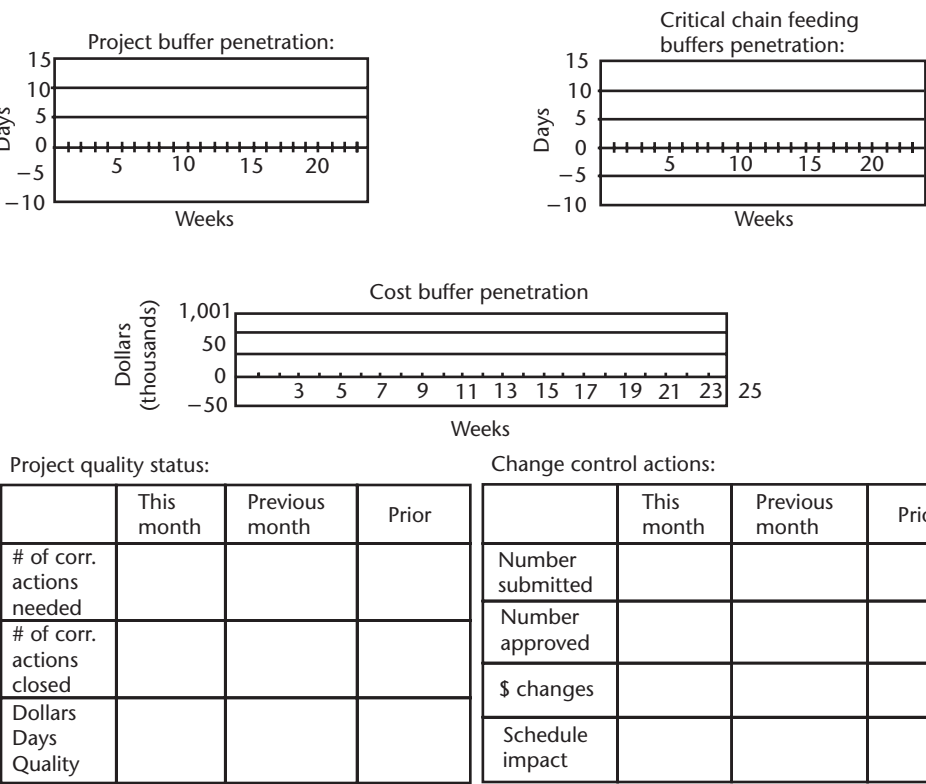 Project buffer penetration:
15
10
5
0
−5
−10
Days
5 10 15 20
Weeks
Critical chain feeding
buffers penetration:
15
10
5
0
−5
−10
Days
5 10 15 20
Weeks
Cost buffer penetration
Dollars
(thousands)
1,001
50
0
−50
3 5 7 9 11 13 15 17 19 21 23 25
Weeks
Project quality status:
This
month
Previous
month
Prior
# of corr.
actions
needed
# of corr.
actions
closed
Dollars
Days
Quality
Change control actions:
This
month
Previous
month
Number
submitted
Number
approved
$ changes
Schedule
impact